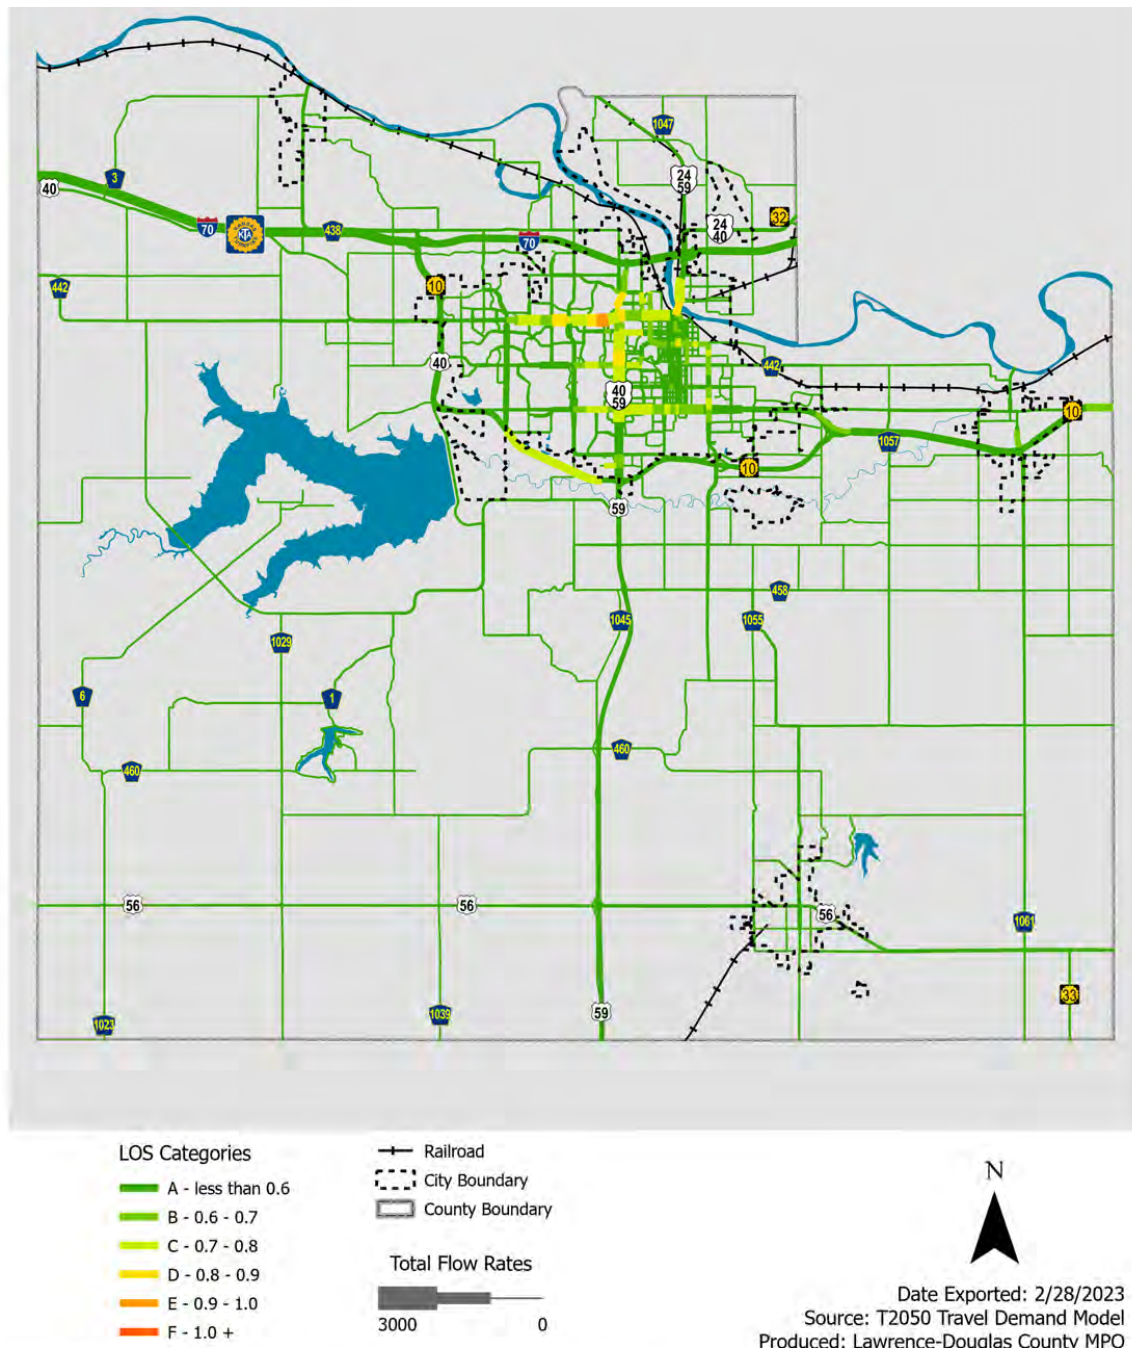 1047
24
59
3
40
32
24
40
70
KTA
438
70
10
442
40
442
40
59
10
1057
10
59
458
1045
1055
1029
6
1
460
460
56
56
56
1061
33
1023
1039
59
LOS Categories
A - less than 0.6
B - 0.6 - 0.7
C - 0.7 - 0.8
D - 0.8 - 0.9
E - 0.9 - 1.0
F - 1.0 +
Railroad
City Boundary
County Boundary
Total Flow Rates
3000 0
N
Date Exported: 2/28/2023
Source: T2050 Travel Demand Model
Produced: Lawrence-Douglas County MPO